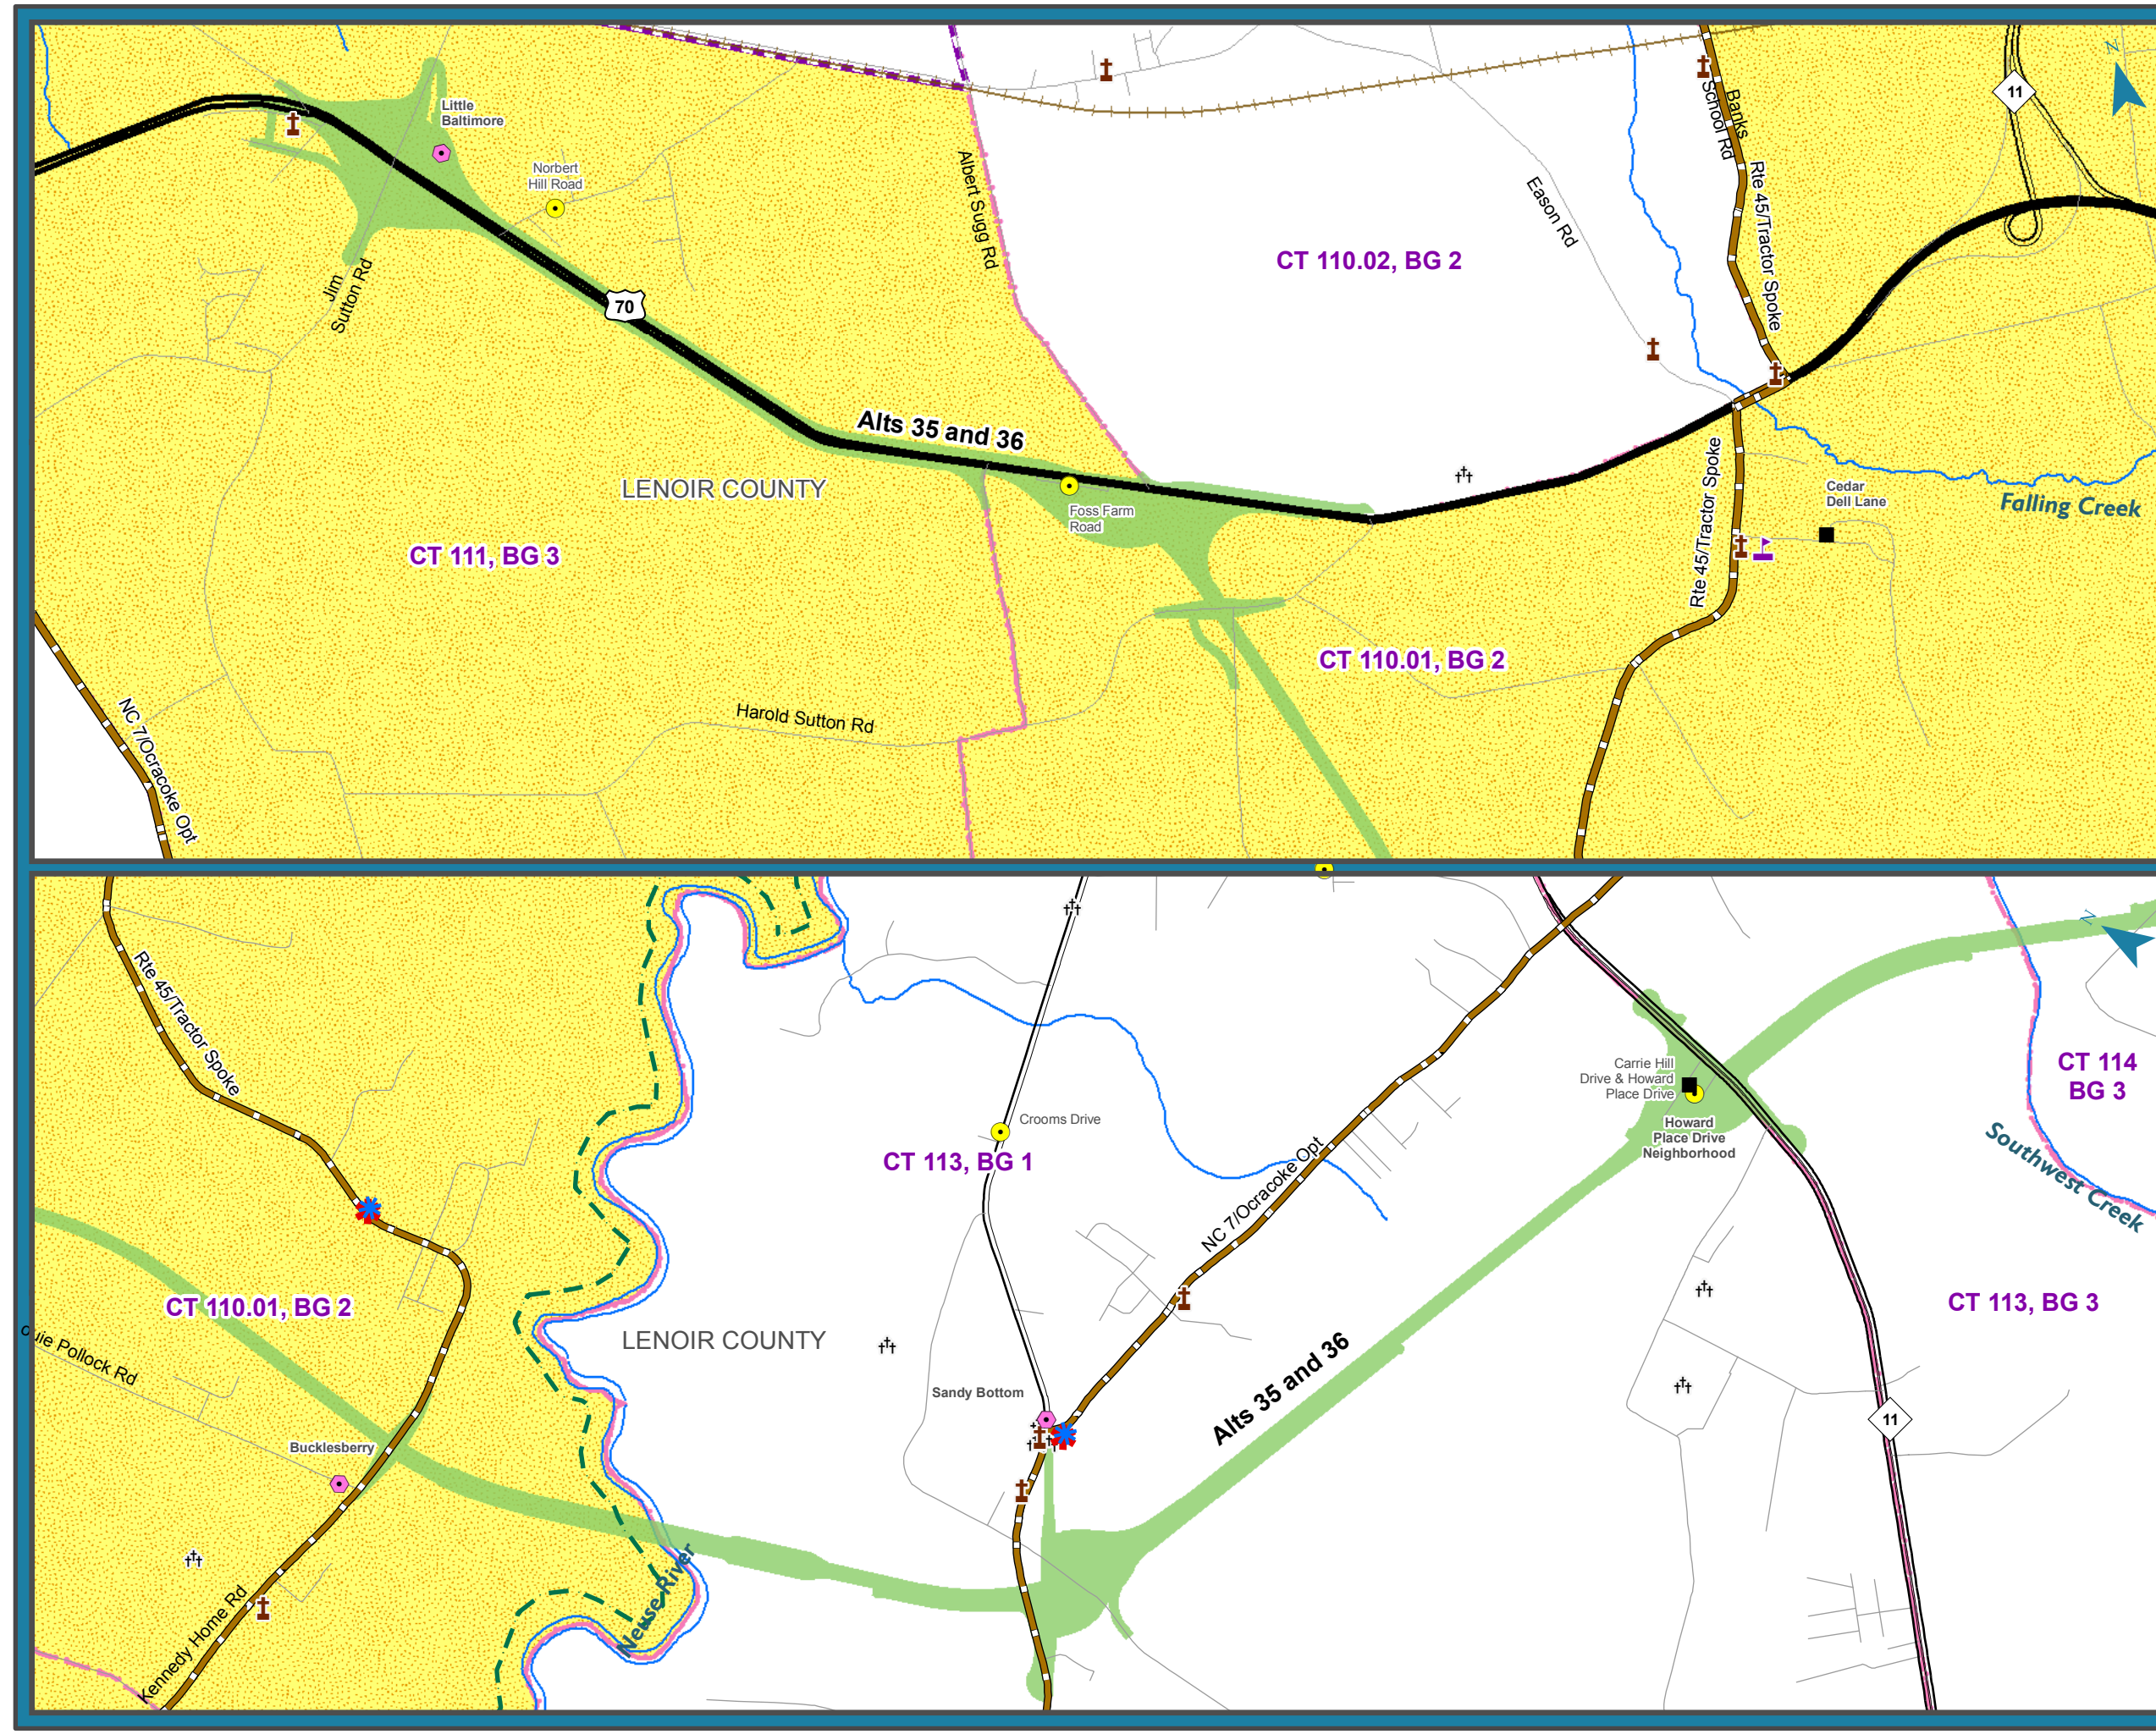 Little
Baltimore
Norbert
Hill Road
Jim
Sutton Rd
70
Albert Sugg Rd
CT 110.02, BG 2
Eason Rd
Banks
School Rd
Rte 45/Tractor Spoke
11
N
Alts 35 and 36
LENOIR COUNTY
CT 111, BG 3
Foss Farm
Road
Rte 45/Tractor Spoke
Cedar
Dell Lane
Falling Creek
CT 110.01, BG 2
Harold Sutton Rd
NC 7/Ocracoke Opt
Rte 45/Tractor Spoke
CT 110.01, BG 2
ouie Pollock Rd
Bucklesberry
Kennedy Home Rd
Neuse River
LENOIR COUNTY
Crooms Drive
CT 113, BG 1
NC 7/Ocracoke Opt
Sandy Bottom
Alts 35 and 36
Carrie Hill
Drive & Howard
Place Drive
Howard
Place Drive
Neighborhood
N
CT 114
BG 3
Southwest Creek
CT 113, BG 3
11